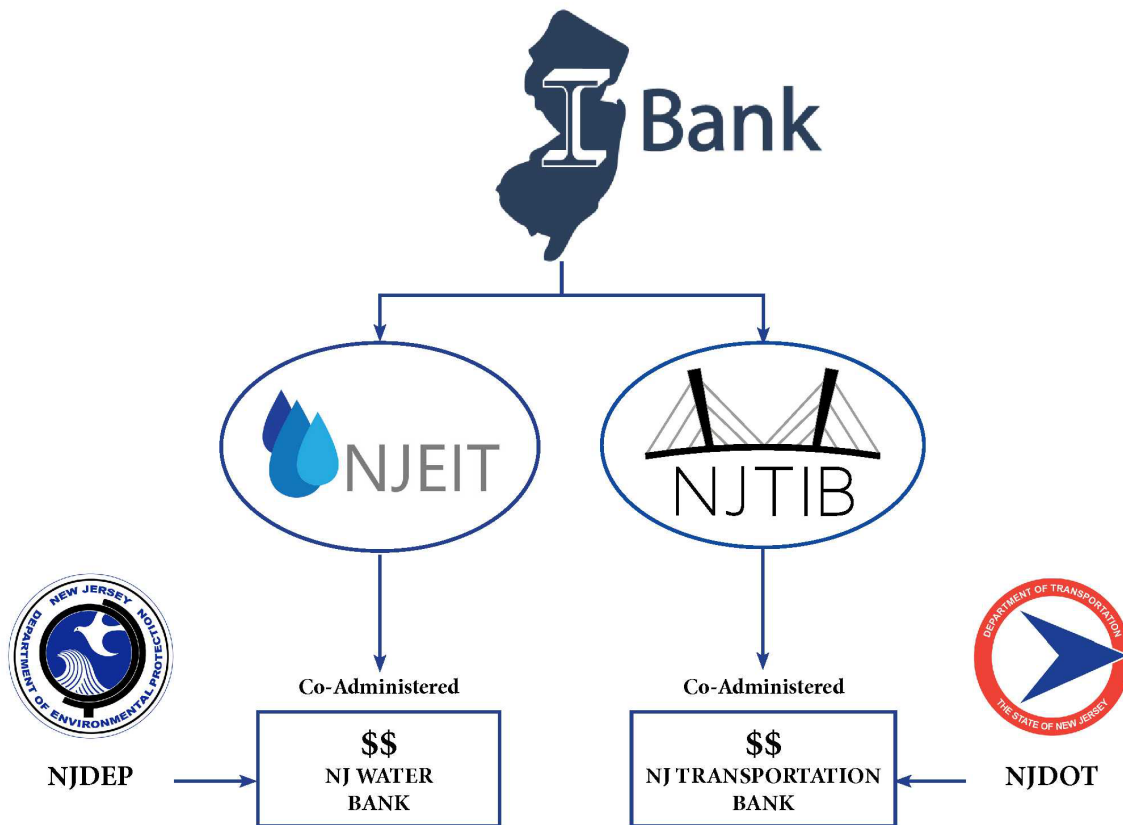 I Bank
NJEIT
NJTIB
NEW JERSEY
DEPARTMENT OF ENVIRONMENTAL PROTECTION
DEPARTMENT OF TRANSPORTATION
THE STATE OF NEW JERSEY
Co-Administered
Co-Administered
NJDEP
$$
NJ WATER
BANK
$$
NJ TRANSPORTATION
BANK
NJDOT